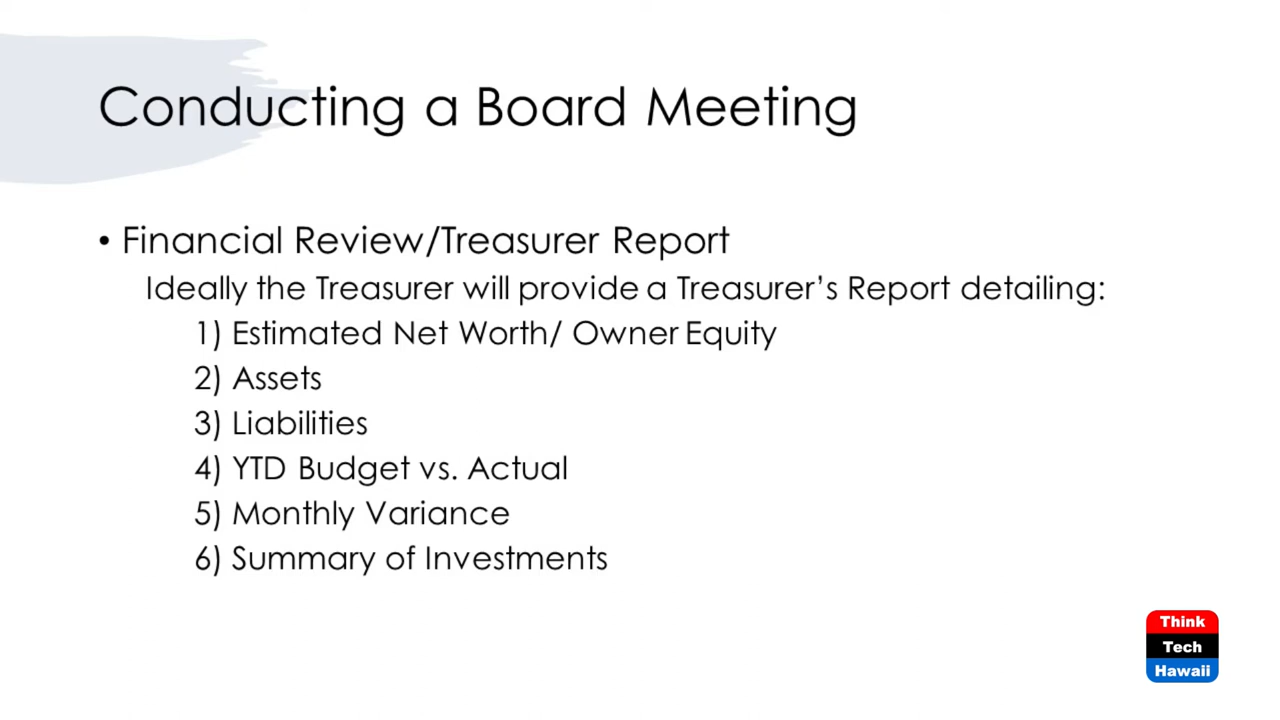 Conducting a Board Meeting
• Financial Review/Treasurer Report
Ideally the Treasurer will provide a Treasurer’s Report detailing:
1) Estimated Net Worth/ Owner Equity
2) Assets
3) Liabilities
4) YTD Budget vs. Actual
5) Monthly Variance
6) Summary of Investments
Think
Tech
Hawaii